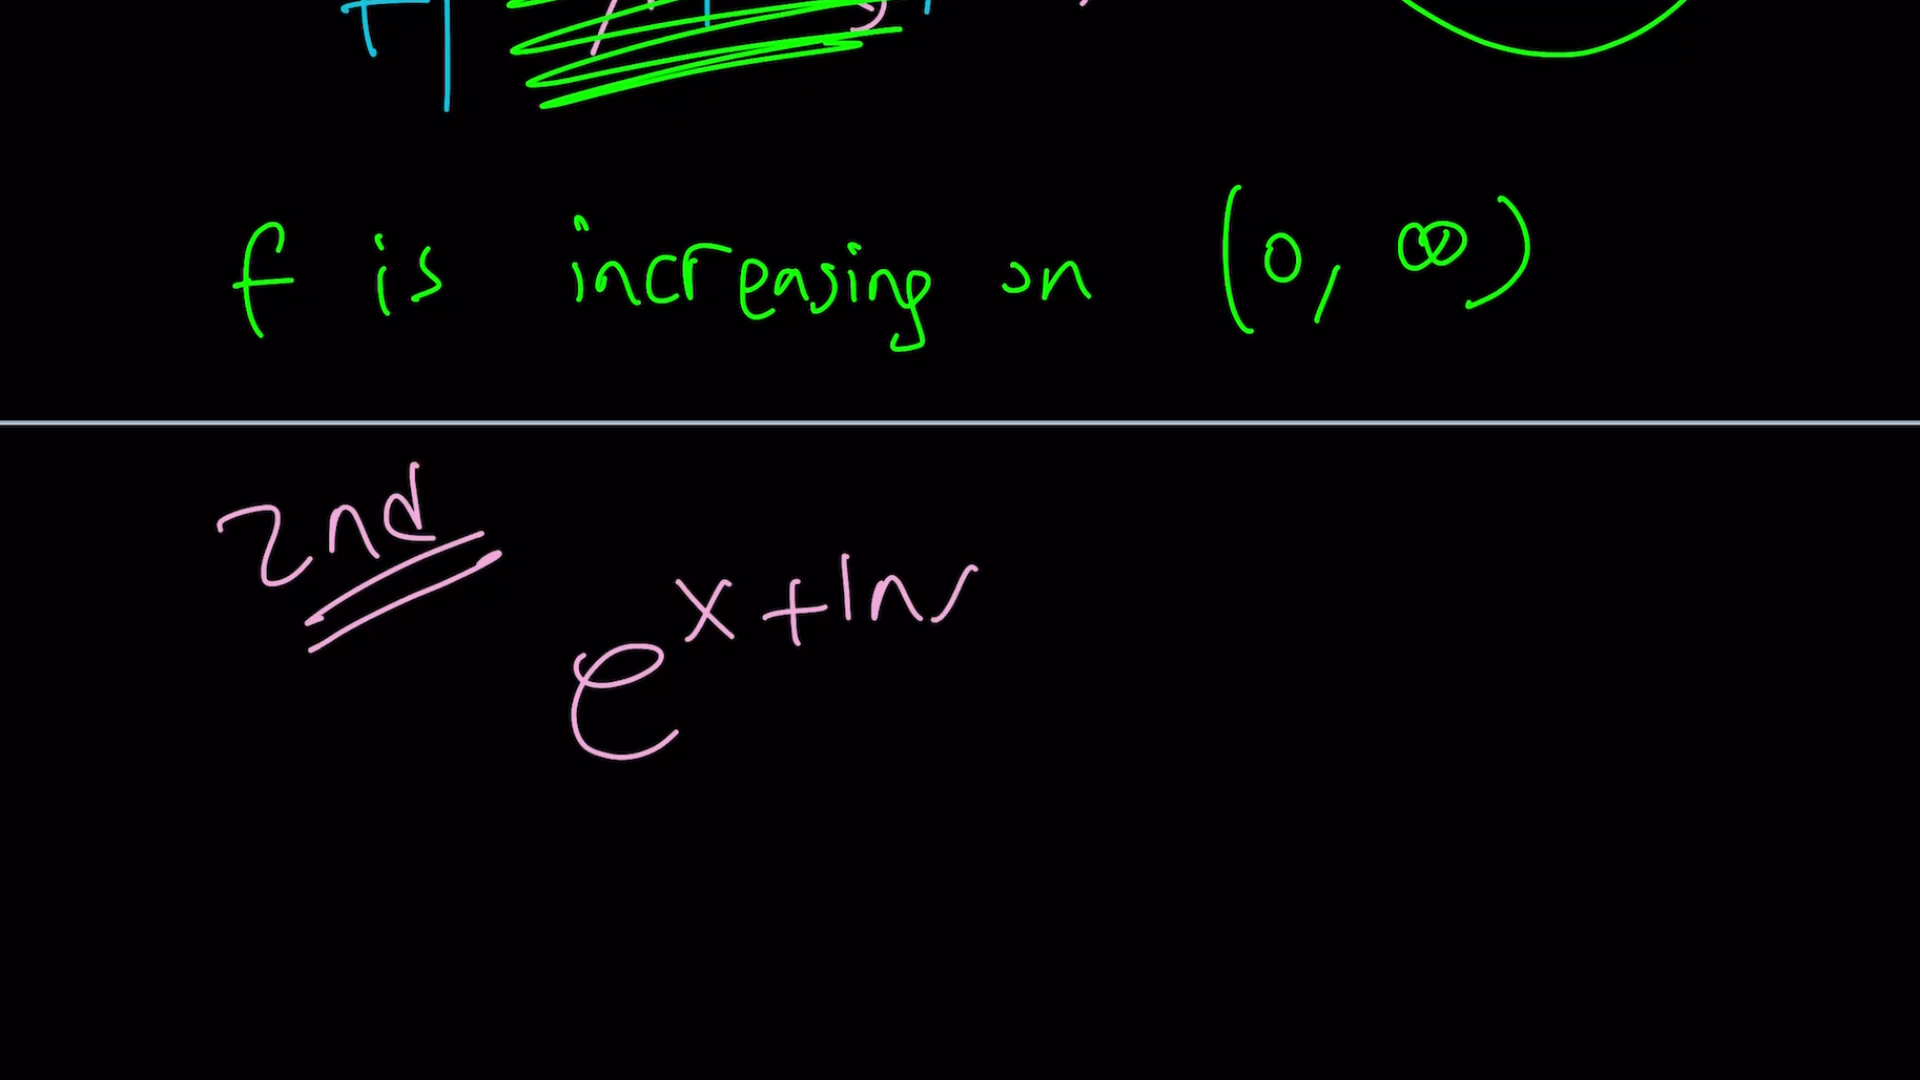 f is increasing on (0, ∞)
2nd
e^x+ln